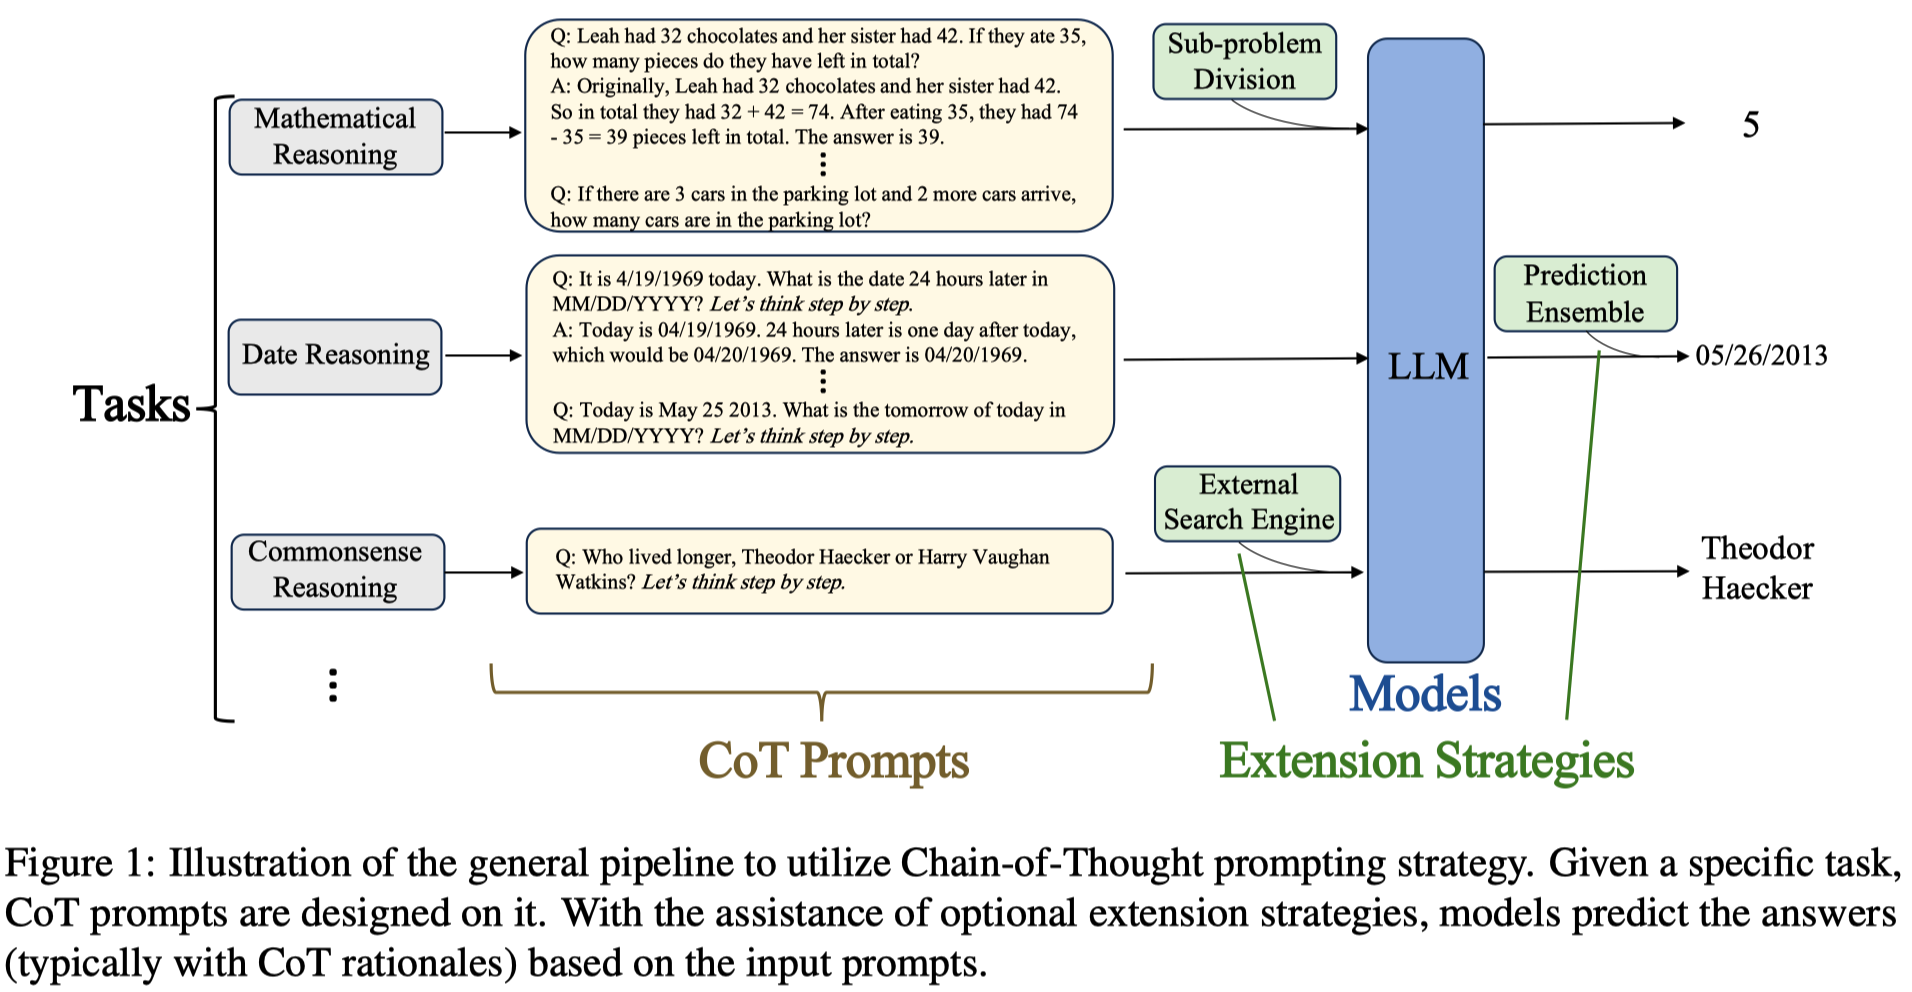 Tasks
Mathematical
Reasoning
Q: Leah had 32 chocolates and her sister had 42. If they ate 35,
how many pieces do they have left in total?
A: Originally, Leah had 32 chocolates and her sister had 42.
So in total they had 32 + 42 = 74. After eating 35, they had 74
- 35 = 39 pieces left in total. The answer is 39.
Q: If there are 3 cars in the parking lot and 2 more cars arrive,
how many cars are in the parking lot?
Sub-problem
Division
5
Date Reasoning
Q: It is 4/19/1969 today. What is the date 24 hours later in
MM/DD/YYYY? Let's think step by step.
A: Today is 04/19/1969. 24 hours later is one day after today,
which would be 04/20/1969. The answer is 04/20/1969.
Q: Today is May 25 2013. What is the tomorrow of today in
MM/DD/YYYY? Let's think step by step.
LLM
Prediction
Ensemble
05/26/2013
Commonsense
Reasoning
Q: Who lived longer, Theodor Haecker or Harry Vaughan
Watkins? Let's think step by step.
External
Search Engine
Theodor
Haecker
Models
CoT Prompts
Extension Strategies
Figure 1: Illustration of the general pipeline to utilize Chain-of-Thought prompting strategy. Given a specific task,
CoT prompts are designed on it. With the assistance of optional extension strategies, models predict the answers
(typically with CoT rationales) based on the input prompts.